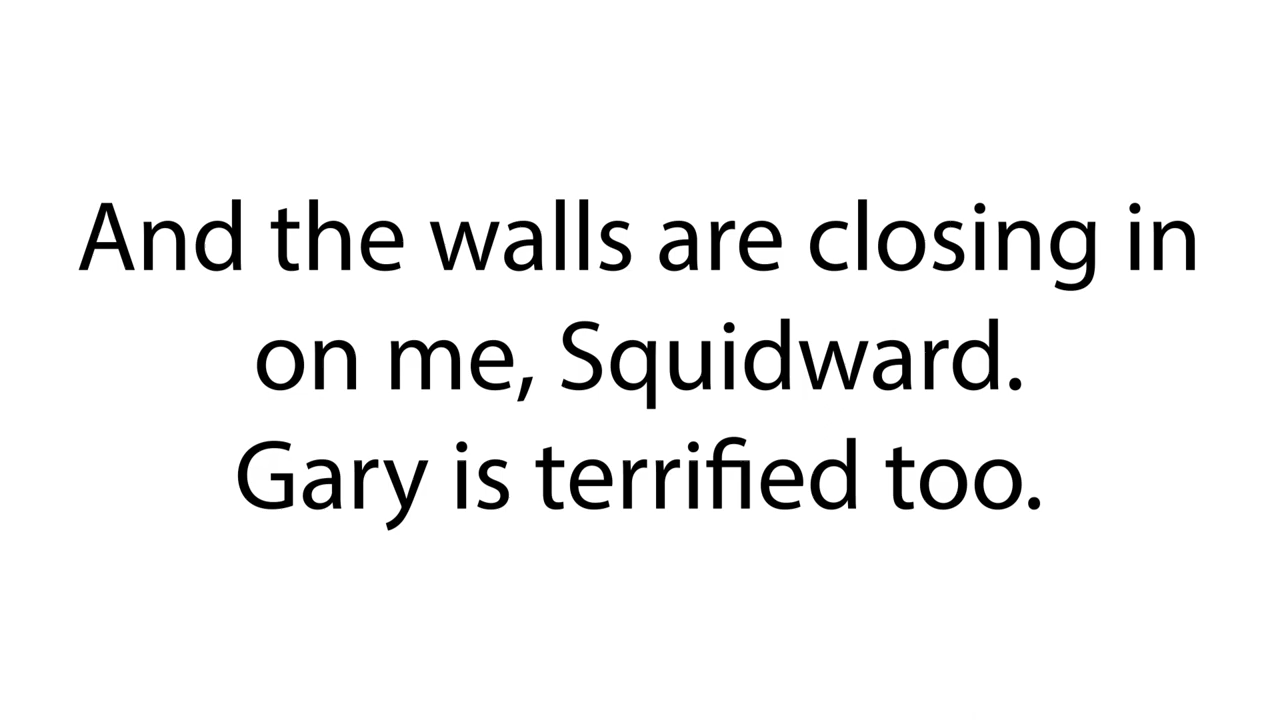 And the walls are closing in
on me, Squidward.
Gary is terrified too.